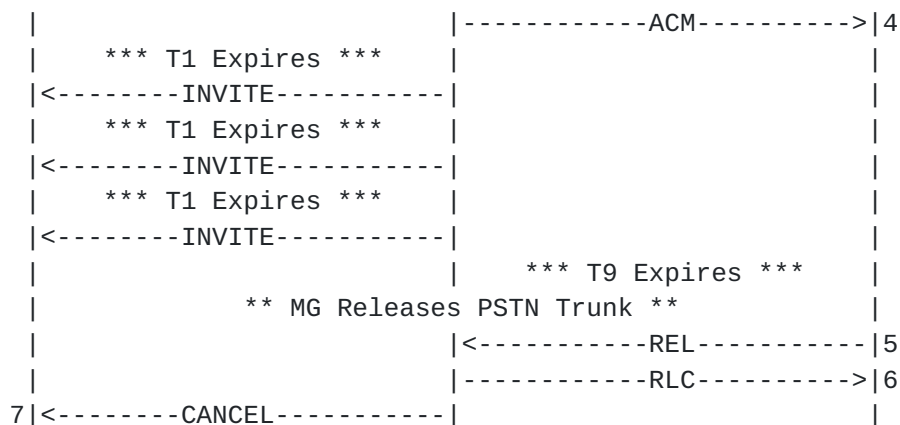 |                       |------------ACM---------->|4
|    *** T1 Expires *** |                         |
|<--------INVITE-----------|                       |
|    *** T1 Expires *** |                         |
|<--------INVITE-----------|                       |
|    *** T1 Expires *** |                         |
|<--------INVITE-----------|                       |
|                       |    *** T9 Expires ***   |
|            ** MG Releases PSTN Trunk **          |
|                       |<-----------REL-----------|5
|                       |------------RLC---------->|6
7|<--------CANCEL-----------|                       |